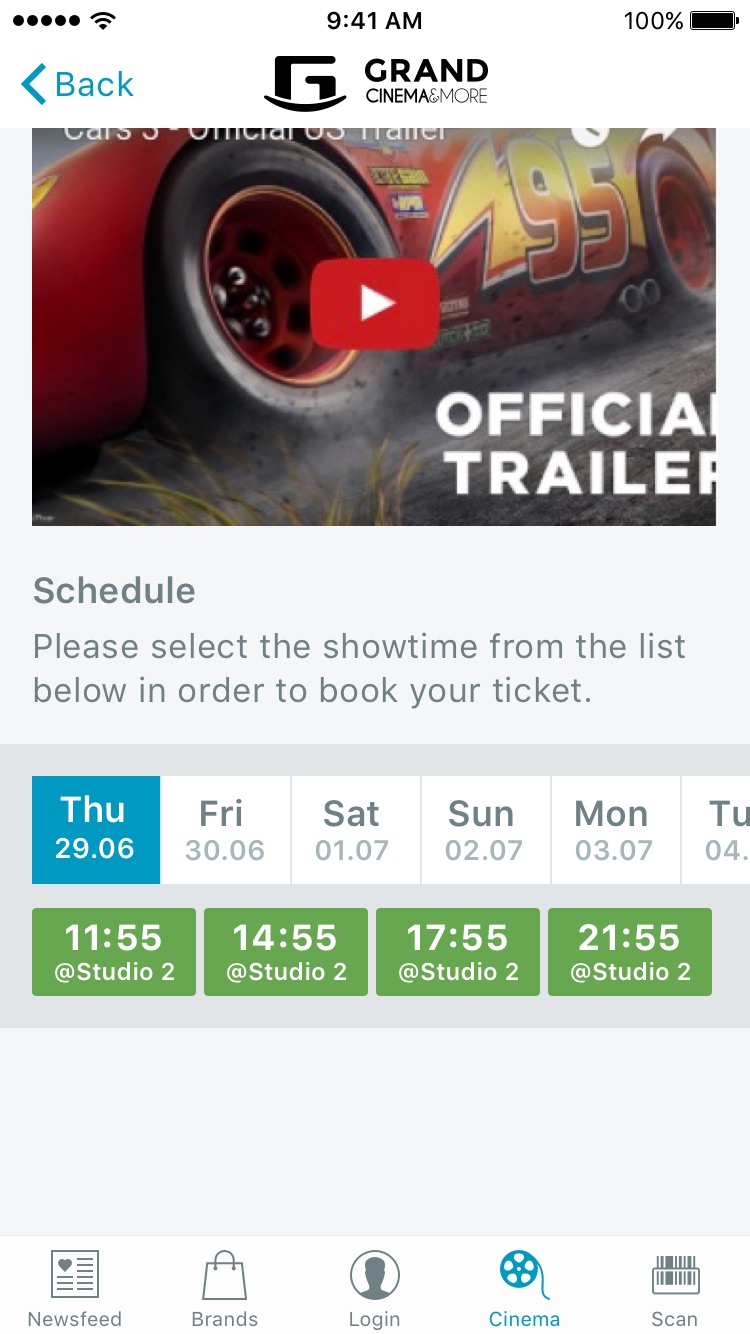 9:41 AM
100%
Back
GRAND
CINEMA&MORE
Cars 3 - Official US Trailer
95
OFFICIAL
TRAILER
Schedule
Please select the showtime from the list
below in order to book your ticket.
Thu
29.06
Fri
30.06
Sat
01.07
Sun
02.07
Mon
03.07
Tu
04.
11:55
@Studio 2
14:55
@Studio 2
17:55
@Studio 2
21:55
@Studio 2
Newsfeed
Brands
Login
Cinema
Scan